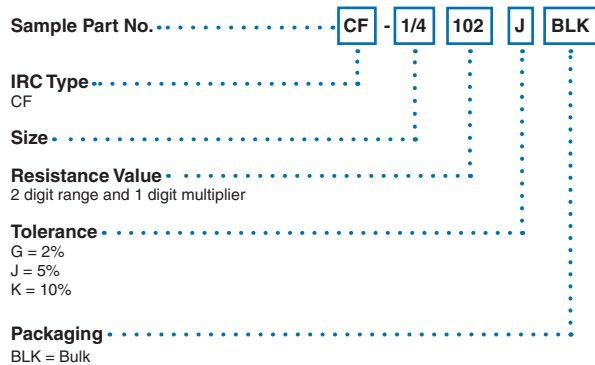 Sample Part No. CF - 1/4 102 J BLK
IRC Type
CF
Size
Resistance Value
2 digit range and 1 digit multiplier
Tolerance
G = 2%
J = 5%
K = 10%
Packaging
BLK = Bulk